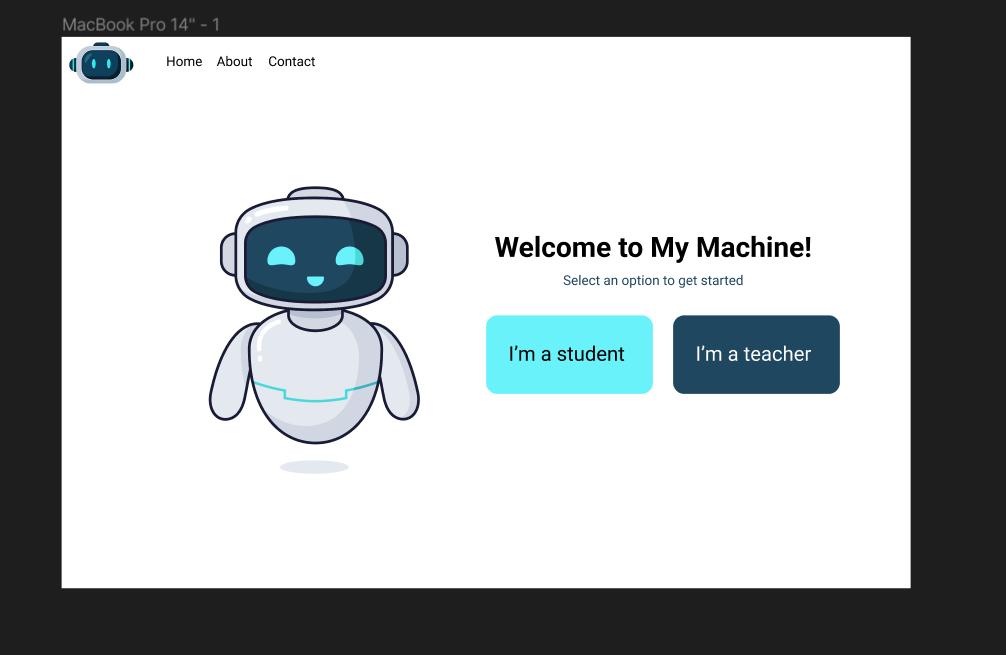 MacBook Pro 14" - 1
Home About Contact
Welcome to My Machine!
Select an option to get started
I’m a student I’m a teacher